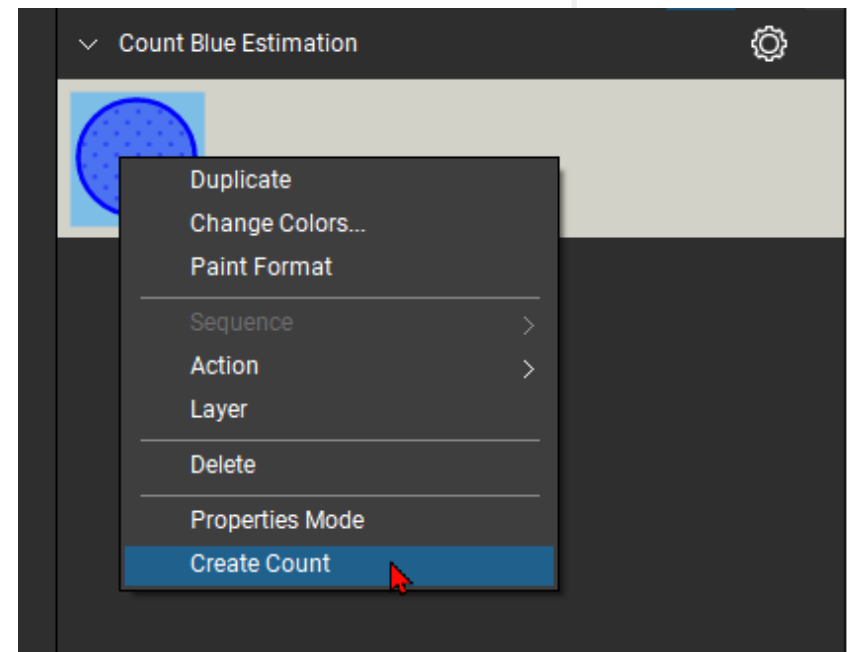 Count Blue Estimation
Duplicate
Change Colors...
Paint Format
Sequence
Action
Layer
Delete
Properties Mode
Create Count